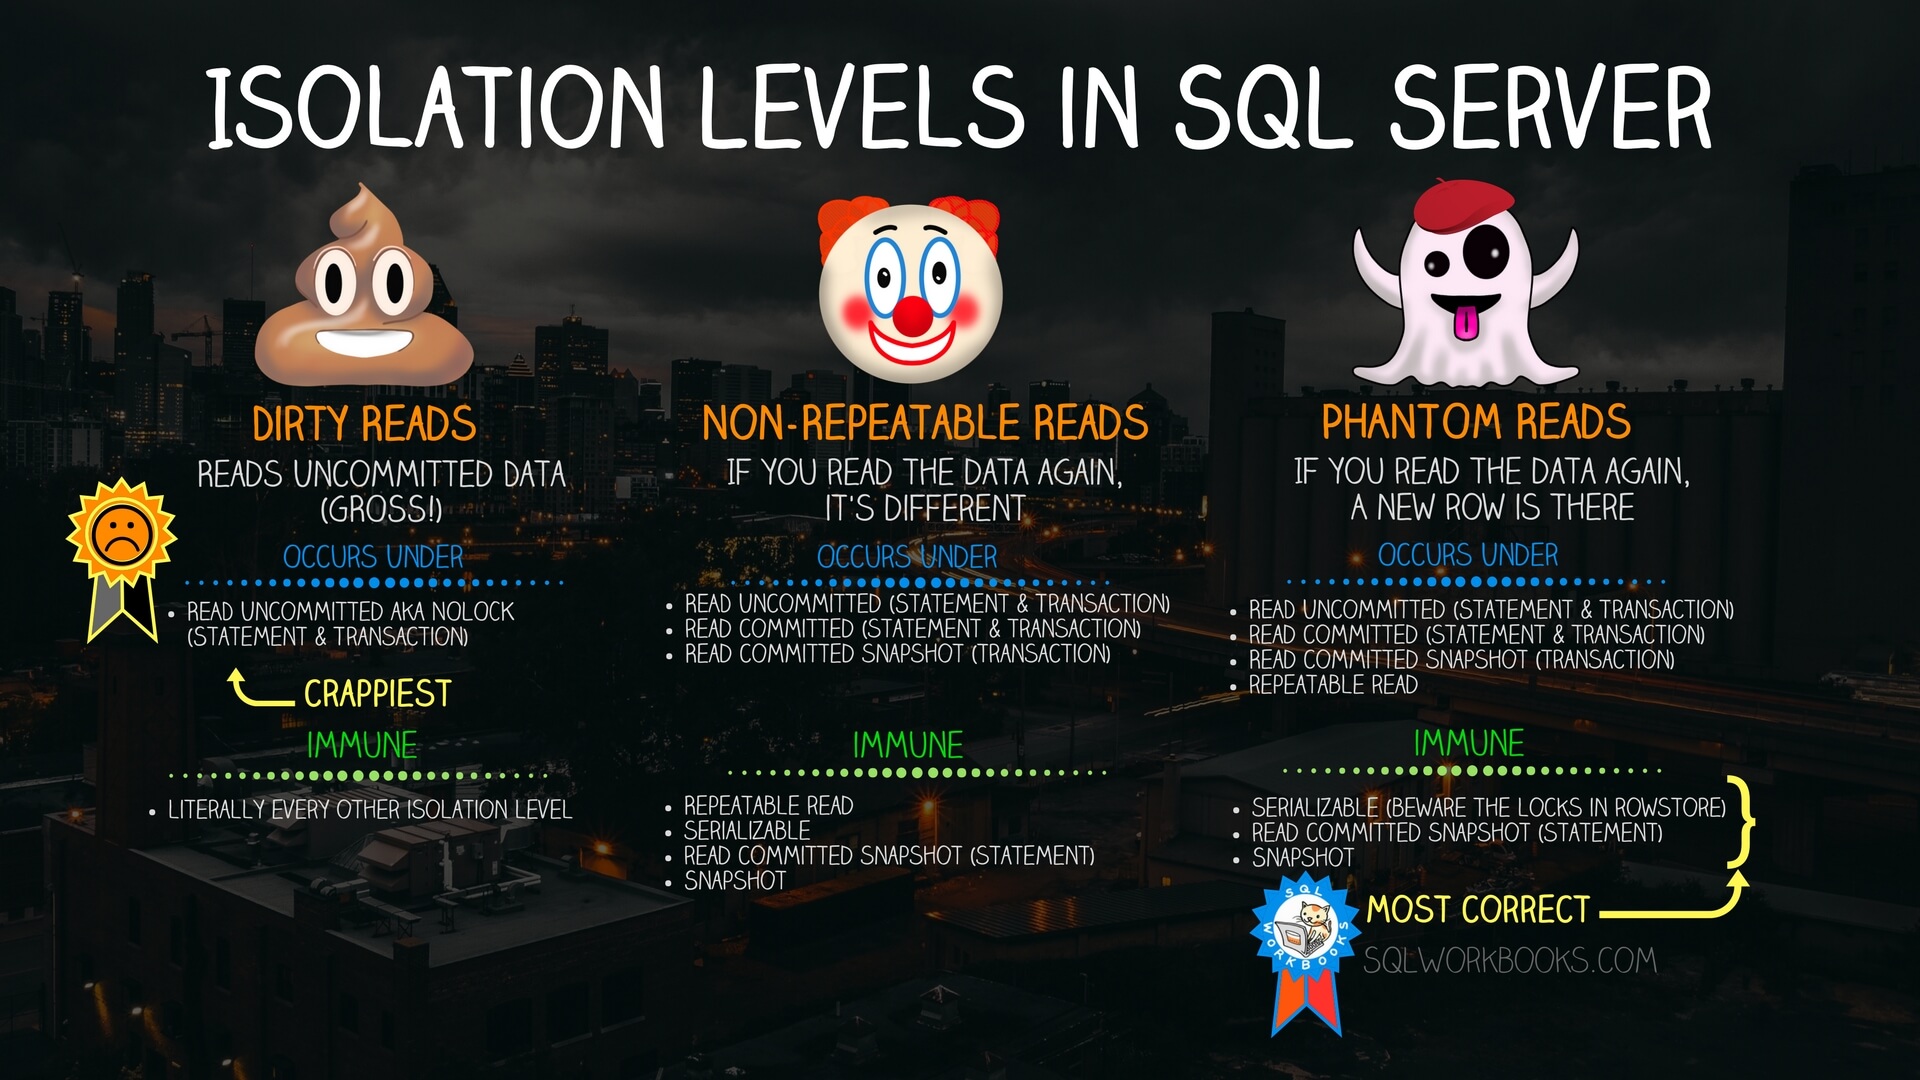 ISOLATION LEVELS IN SQL SERVER
DIRTY READS
READS UNCOMMITTED DATA
(GROSS!)
OCCURS UNDER
• READ UNCOMMITTED AKA NOLOCK
(STATEMENT & TRANSACTION)
CRAPPIEST
IMMUNE
• LITERALLY EVERY OTHER ISOLATION LEVEL
NON-REPEATABLE READS
IF YOU READ THE DATA AGAIN,
IT'S DIFFERENT
OCCURS UNDER
• READ UNCOMMITTED (STATEMENT & TRANSACTION)
• READ COMMITTED (STATEMENT & TRANSACTION)
• READ COMMITTED SNAPSHOT (TRANSACTION)
IMMUNE
• REPEATABLE READ
• SERIALIZABLE
• READ COMMITTED SNAPSHOT (STATEMENT)
• SNAPSHOT
PHANTOM READS
IF YOU READ THE DATA AGAIN,
A NEW ROW IS THERE
OCCURS UNDER
• READ UNCOMMITTED (STATEMENT & TRANSACTION)
• READ COMMITTED (STATEMENT & TRANSACTION)
• READ COMMITTED SNAPSHOT (TRANSACTION)
• REPEATABLE READ
IMMUNE
• SERIALIZABLE (BEWARE THE LOCKS IN ROWSTORE)
• READ COMMITTED SNAPSHOT (STATEMENT)
• SNAPSHOT
SQL
WORKBOOKS
MOST CORRECT
SQLWORKBOOKS.COM